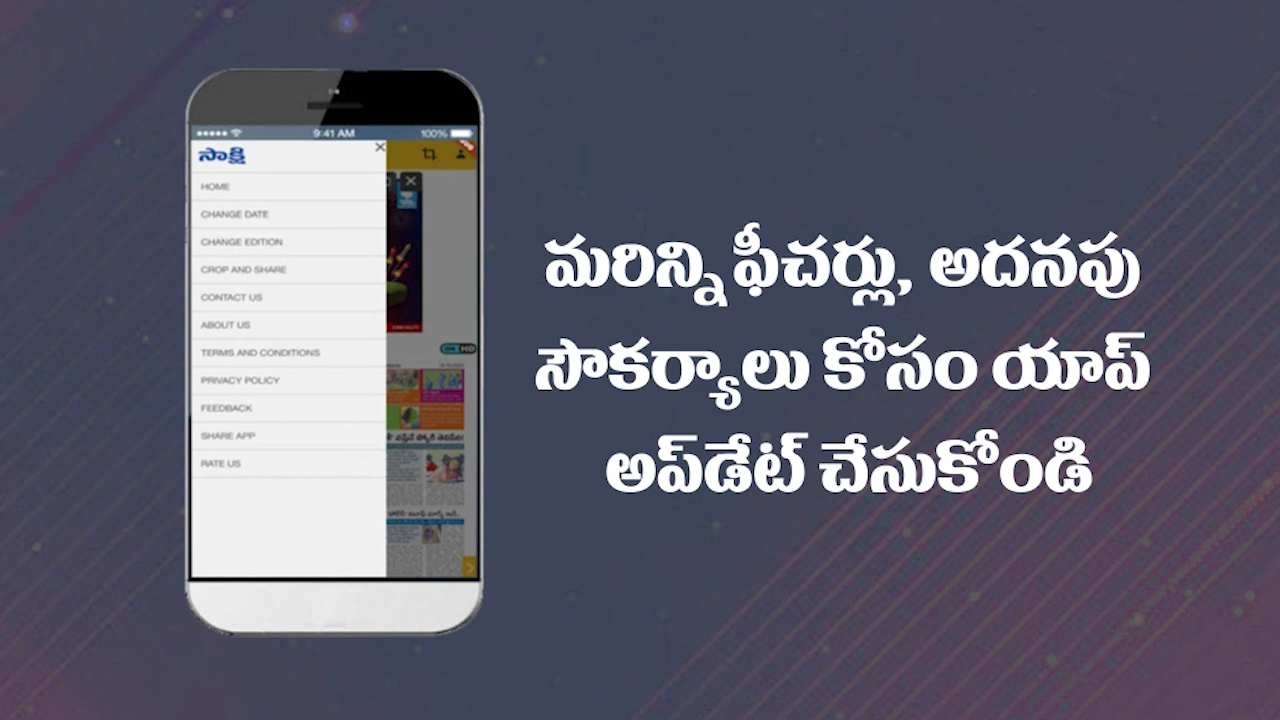 9:41 AM
100%
సాక్షి
HOME
CHANGE DATE
CHANGE EDITION
CROP AND SHARE
CONTACT US
ABOUT US
TERMS AND CONDITIONS
PRIVACY POLICY
FEEDBACK
SHARE APP
RATE US
HD
మరిన్ని ఫీచర్లు, అదనపు
సౌకర్యాలు కోసం యాప్
అప్‌డేట్ చేసుకోండి